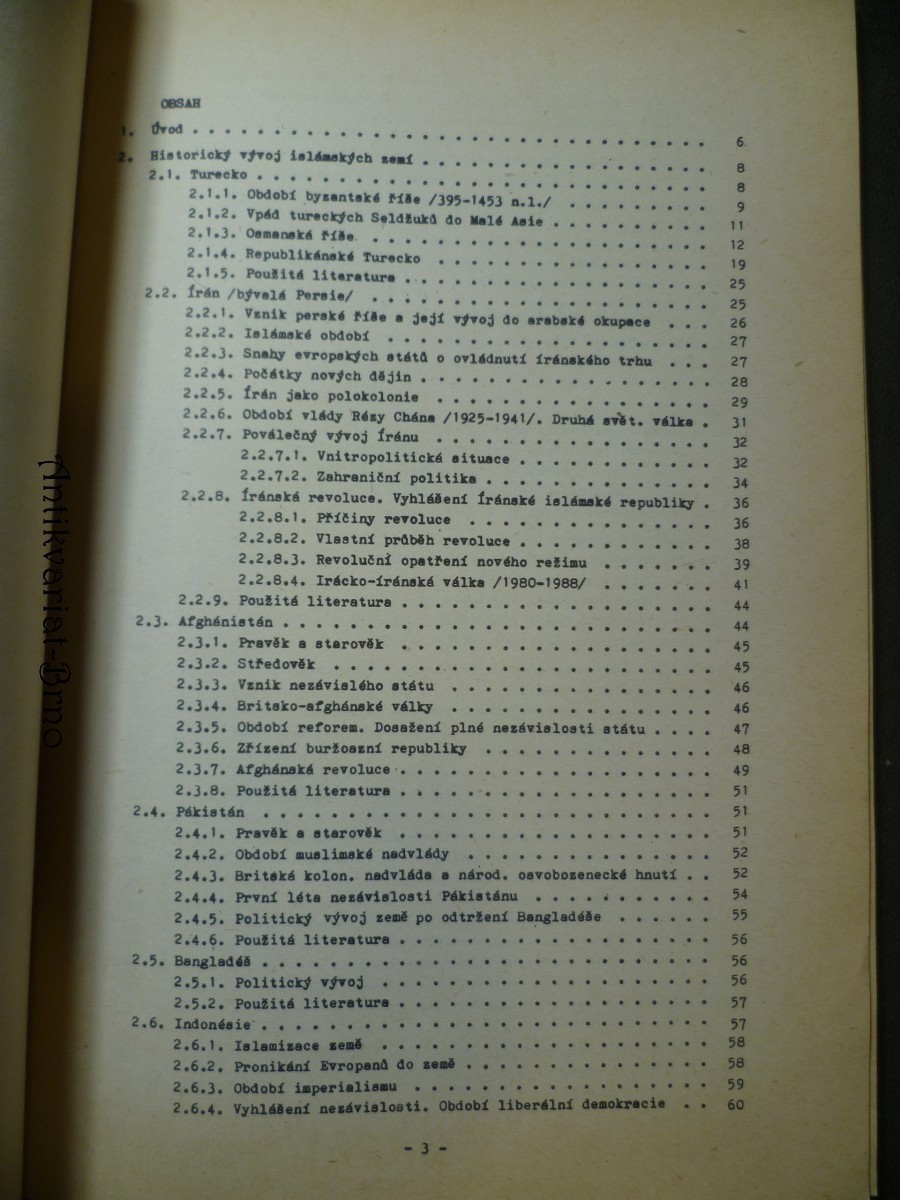 OBSAH
1. Úvod . . . . . . . . . . . . . . . . . . . . 6
2. Historický vývoj islámských zemí . . . . . . . . . . 8
2.1. Turecko . . . . . . . . . . . . . . . . . . . . 8
2.1.1. Období byzantské říše /395-1453 n.l./ . . . . . . . 9
2.1.2. Vpád tureckých Seldžuků do Malé Asie . . . . . . . . 11
2.1.3. Osmanská říše . . . . . . . . . . . . . . . . 12
2.1.4. Republikánské Turecko . . . . . . . . . . . . . 19
2.1.5. Použitá literatura . . . . . . . . . . . . . . 25
2.2. Írán /bývalá Persie/ . . . . . . . . . . . . . . . 25
2.2.1. Vznik perské říše a její vývoj do arabské okupace . . . 26
2.2.2. Islámské období . . . . . . . . . . . . . . . . 27
2.2.3. Snahy evropských států o ovládnutí íránského trhu . . . 27
2.2.4. Počátky nových dějin . . . . . . . . . . . . . . 28
2.2.5. Írán jako polokolonie . . . . . . . . . . . . . 29
2.2.6. Období vlády Rézy Chána /1925-1941/. Druhá svět. válka . 31
2.2.7. Poválečný vývoj Íránu . . . . . . . . . . . . . 32
2.2.7.1. Vnitropolitická situace . . . . . . . . . . 32
2.2.7.2. Zahraniční politika . . . . . . . . . . . . 34
2.2.8. Íránská revoluce. Vyhlášení Íránské islámské republiky . 36
2.2.8.1. Příčiny revoluce . . . . . . . . . . . . 36
2.2.8.2. Vlastní průběh revoluce . . . . . . . . . . 38
2.2.8.3. Revoluční opatření nového režimu . . . . . . 39
2.2.8.4. Irácko-íránská válka /1980-1988/ . . . . . . 41
2.2.9. Použitá literatura . . . . . . . . . . . . . . 44
2.3. Afghánistán . . . . . . . . . . . . . . . . . . . 44
2.3.1. Pravěk a starověk . . . . . . . . . . . . . . . 45
2.3.2. Středověk . . . . . . . . . . . . . . . . . . 45
2.3.3. Vznik nezávislého státu . . . . . . . . . . . . 46
2.3.4. Britsko-afghánské války . . . . . . . . . . . . 46
2.3.5. Období reforem. Dosažení plné nezávislosti státu . . . . 47
2.3.6. Zřízení buržoazní republiky . . . . . . . . . . . 48
2.3.7. Afghánská revoluce . . . . . . . . . . . . . . 49
2.3.8. Použitá literatura . . . . . . . . . . . . . . 51
2.4. Pákistán . . . . . . . . . . . . . . . . . . . . 51
2.4.1. Pravěk a starověk . . . . . . . . . . . . . . . 51
2.4.2. Období muslimské nadvlády . . . . . . . . . . . . 52
2.4.3. Britská kolon. nadvláda a národ. osvobozenecké hnutí . . 52
2.4.4. První léta nezávislosti Pákistánu . . . . . . . . . 54
2.4.5. Politický vývoj země po odtržení Bangladéše . . . . . . 55
2.4.6. Použitá literatura . . . . . . . . . . . . . . 56
2.5. Bangladéš . . . . . . . . . . . . . . . . . . . . 56
2.5.1. Politický vývoj . . . . . . . . . . . . . . . . 56
2.5.2. Použitá literatura . . . . . . . . . . . . . . 57
2.6. Indonésie . . . . . . . . . . . . . . . . . . . . 57
2.6.1. Islamizace země . . . . . . . . . . . . . . . . 58
2.6.2. Pronikání Evropanů do země . . . . . . . . . . . . 58
2.6.3. Období imperialismu . . . . . . . . . . . . . . 59
2.6.4. Vyhlášení nezávislosti. Období liberální demokracie . . 60
- 3 -
Antikvariat-Brno